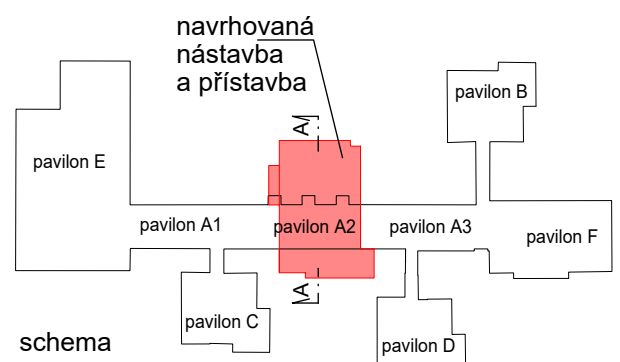 navrhovaná
nástavba
a přístavba
pavilon B
A
pavilon E
pavilon A1
pavilon A2
pavilon A3
pavilon F
A
pavilon C
pavilon D
schema